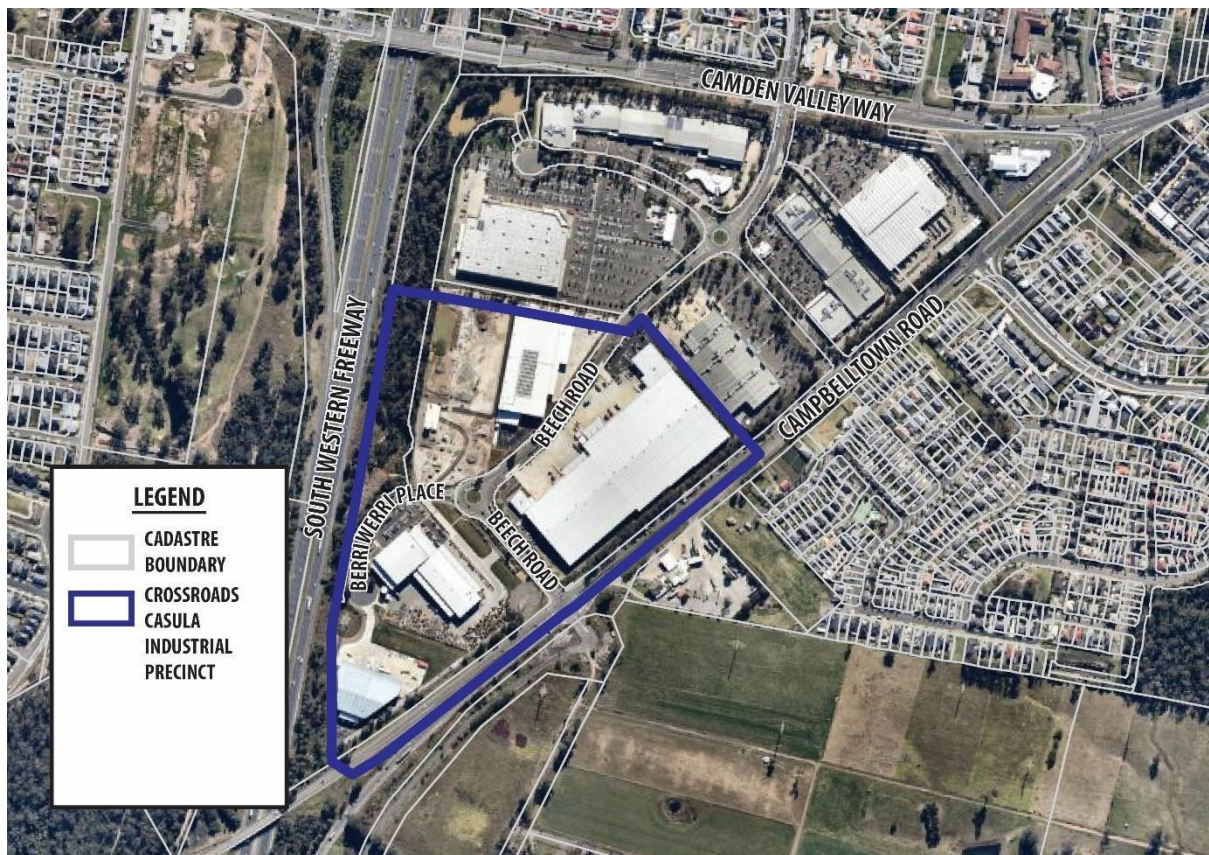 CAMDEN VALLEY WAY
CAMPBELLTOWN ROAD
SOUTH WESTERN FREEWAY
BEECH ROAD
BERRIWERRI PLACE
BEECH ROAD
LEGEND
CADASTRE
BOUNDARY
CROSSROADS
CASULA
INDUSTRIAL
PRECINCT